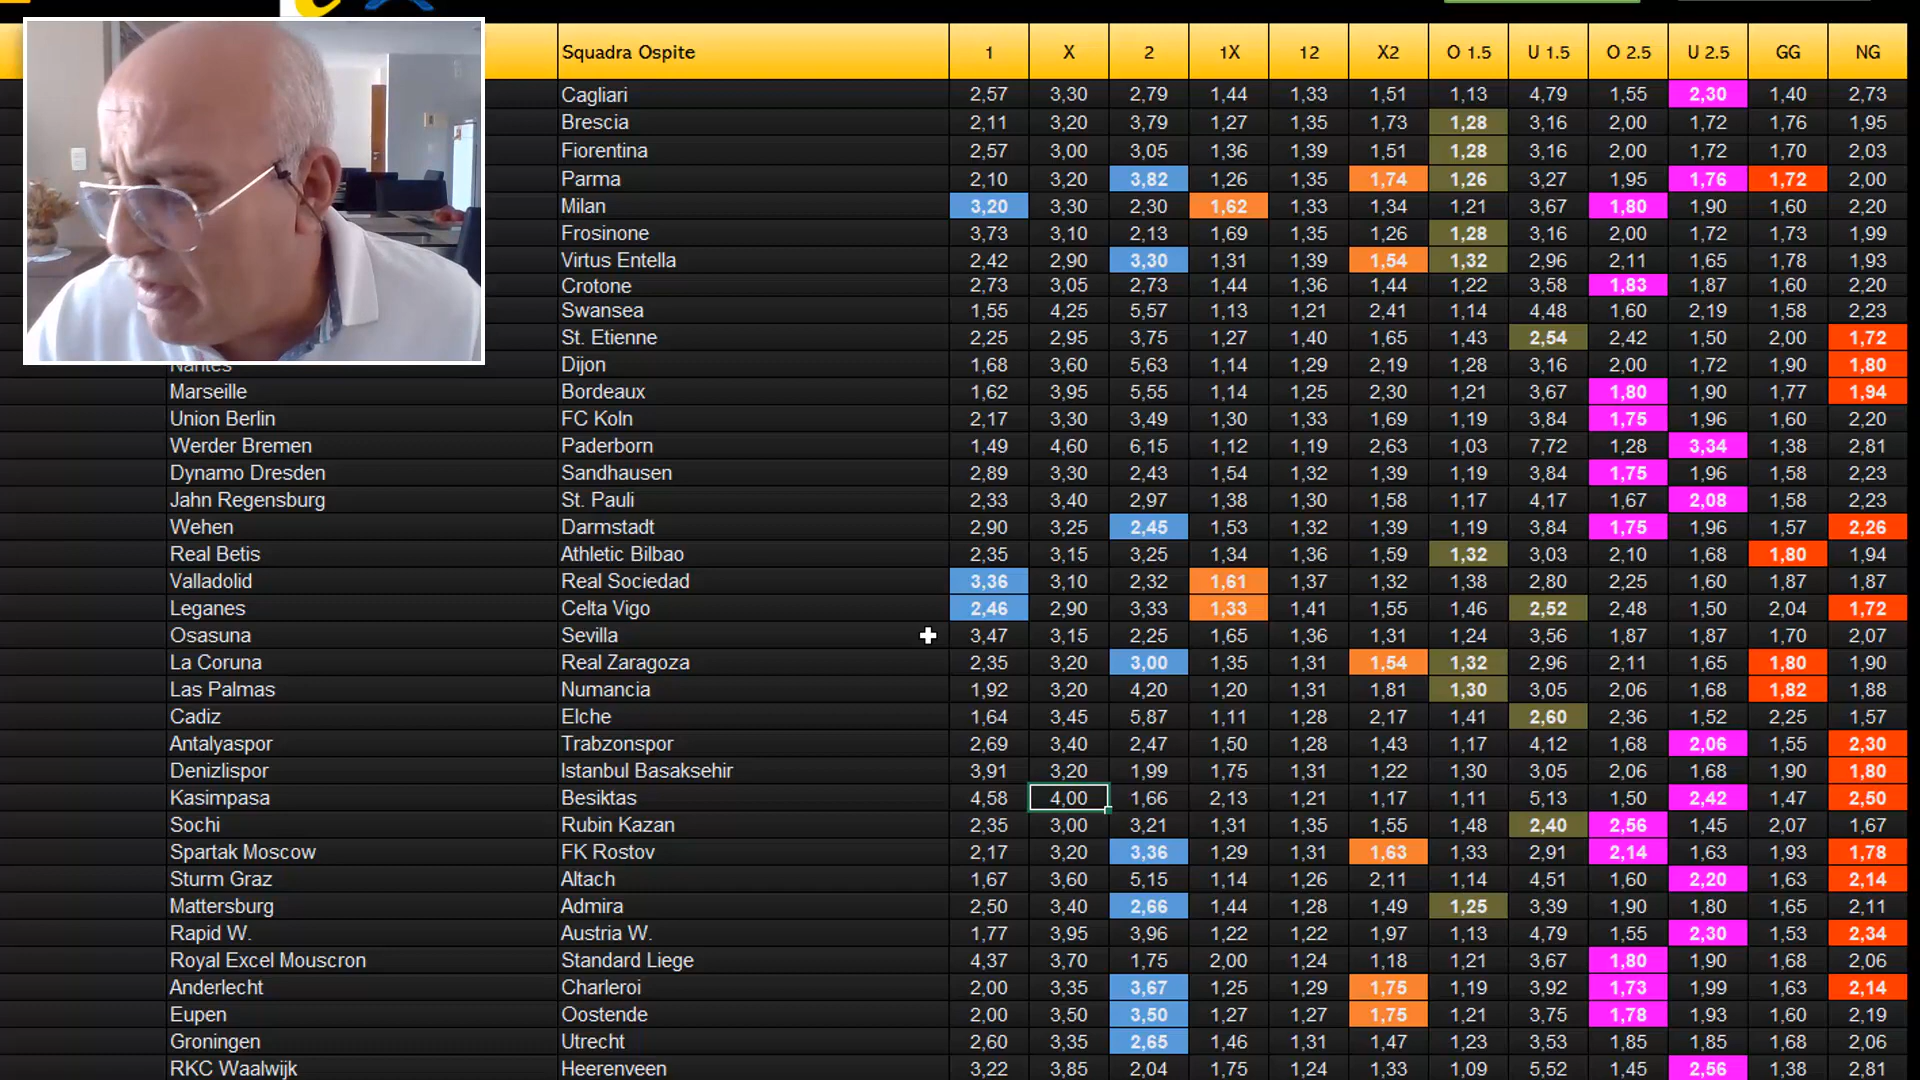 Squadra Ospite 1 X 2 1X 12 X2 O 1.5 U 1.5 O 2.5 U 2.5 GG NG
Cagliari 2,57 3,30 2,79 1,44 1,33 1,51 1,13 4,79 1,55 2,30 1,40 2,73
Brescia 2,11 3,20 3,79 1,27 1,35 1,73 1,28 3,16 2,00 1,72 1,76 1,95
Fiorentina 2,57 3,00 3,05 1,36 1,39 1,51 1,28 3,16 2,00 1,72 1,70 2,03
Parma 2,10 3,20 3,82 1,26 1,35 1,74 1,26 3,27 1,95 1,76 1,72 2,00
Milan 3,20 3,30 2,30 1,62 1,33 1,34 1,21 3,67 1,80 1,90 1,60 2,20
Frosinone 3,73 3,10 2,13 1,69 1,35 1,26 1,28 3,16 2,00 1,72 1,73 1,99
Virtus Entella 2,42 2,90 3,30 1,31 1,39 1,54 1,32 2,96 2,11 1,65 1,78 1,93
Crotone 2,73 3,05 2,73 1,44 1,36 1,44 1,22 3,58 1,83 1,87 1,60 2,20
Swansea 1,55 4,25 5,57 1,13 1,21 2,41 1,14 4,48 1,60 2,19 1,58 2,23
St. Etienne 2,25 2,95 3,75 1,27 1,40 1,65 1,43 2,54 2,42 1,50 2,00 1,72
Nantes Dijon 1,68 3,60 5,63 1,14 1,29 2,19 1,28 3,16 2,00 1,72 1,90 1,80
Marseille Bordeaux 1,62 3,95 5,55 1,14 1,25 2,30 1,21 3,67 1,80 1,90 1,77 1,94
Union Berlin FC Koln 2,17 3,30 3,49 1,30 1,33 1,69 1,19 3,84 1,75 1,96 1,60 2,20
Werder Bremen Paderborn 1,49 4,60 6,15 1,12 1,19 2,63 1,03 7,72 1,28 3,34 1,38 2,81
Dynamo Dresden Sandhausen 2,89 3,30 2,43 1,54 1,32 1,39 1,19 3,84 1,75 1,96 1,58 2,23
Jahn Regensburg St. Pauli 2,33 3,40 2,97 1,38 1,30 1,58 1,17 4,17 1,67 2,08 1,58 2,23
Wehen Darmstadt 2,90 3,25 2,45 1,53 1,32 1,39 1,19 3,84 1,75 1,96 1,57 2,26
Real Betis Athletic Bilbao 2,35 3,15 3,25 1,34 1,36 1,59 1,32 3,03 2,10 1,68 1,80 1,94
Valladolid Real Sociedad 3,36 3,10 2,32 1,61 1,37 1,32 1,38 2,80 2,25 1,60 1,87 1,87
Leganes Celta Vigo 2,46 2,90 3,33 1,33 1,41 1,55 1,46 2,52 2,48 1,50 2,04 1,72
Osasuna Sevilla 3,47 3,15 2,25 1,65 1,36 1,31 1,24 3,56 1,87 1,87 1,70 2,07
La Coruna Real Zaragoza 2,35 3,20 3,00 1,35 1,31 1,54 1,32 2,96 2,11 1,65 1,80 1,90
Las Palmas Numancia 1,92 3,20 4,20 1,20 1,31 1,81 1,30 3,05 2,06 1,68 1,82 1,88
Cadiz Elche 1,64 3,45 5,87 1,11 1,28 2,17 1,41 2,60 2,36 1,52 2,25 1,57
Antalyaspor Trabzonspor 2,69 3,40 2,47 1,50 1,28 1,43 1,17 4,12 1,68 2,06 1,55 2,30
Denizlispor Istanbul Basaksehir 3,91 3,20 1,99 1,75 1,31 1,22 1,30 3,05 2,06 1,68 1,90 1,80
Kasimpasa Besiktas 4,58 4,00 1,66 2,13 1,21 1,17 1,11 5,13 1,50 2,42 1,47 2,50
Sochi Rubin Kazan 2,35 3,00 3,21 1,31 1,35 1,55 1,48 2,40 2,56 1,45 2,07 1,67
Spartak Moscow FK Rostov 2,17 3,20 3,36 1,29 1,31 1,63 1,33 2,91 2,14 1,63 1,93 1,78
Sturm Graz Altach 1,67 3,60 5,15 1,14 1,26 2,11 1,14 4,51 1,60 2,20 1,63 2,14
Mattersburg Admira 2,50 3,40 2,66 1,44 1,28 1,49 1,25 3,39 1,90 1,80 1,65 2,11
Rapid W. Austria W. 1,77 3,95 3,96 1,22 1,22 1,97 1,13 4,79 1,55 2,30 1,53 2,34
Royal Excel Mouscron Standard Liege 4,37 3,70 1,75 2,00 1,24 1,18 1,21 3,67 1,80 1,90 1,68 2,06
Anderlecht Charleroi 2,00 3,35 3,67 1,25 1,29 1,75 1,19 3,92 1,73 1,99 1,63 2,14
Eupen Oostende 2,00 3,50 3,50 1,27 1,27 1,75 1,21 3,75 1,78 1,93 1,60 2,19
Groningen Utrecht 2,60 3,35 2,65 1,46 1,31 1,47 1,23 3,53 1,85 1,85 1,68 2,06
RKC Waalwijk Heerenveen 3,22 3,85 2,04 1,75 1,24 1,33 1,09 5,52 1,45 2,56 1,38 2,81